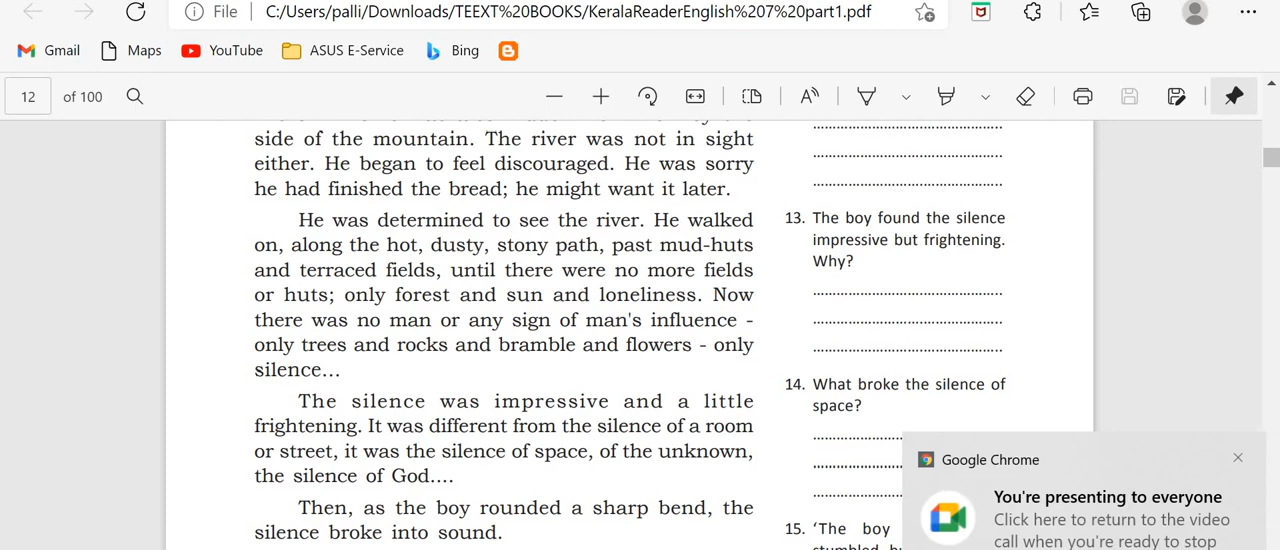 File C:/Users/palli/Downloads/TEEXT%20BOOKS/KeralaReaderEnglish%207%20part1.pdf
Gmail Maps YouTube ASUS E-Service Bing
12 of 100
side of the mountain. The river was not in sight
either. He began to feel discouraged. He was sorry
he had finished the bread; he might want it later.
He was determined to see the river. He walked
on, along the hot, dusty, stony path, past mud-huts
and terraced fields, until there were no more fields
or huts; only forest and sun and loneliness. Now
there was no man or any sign of man's influence -
only trees and rocks and bramble and flowers - only
silence...
The silence was impressive and a little
frightening. It was different from the silence of a room
or street, it was the silence of space, of the unknown,
the silence of God....
Then, as the boy rounded a sharp bend, the
silence broke into sound.
13. The boy found the silence
impressive but frightening.
Why?
14. What broke the silence of
space?
15. ‘The boy
Google Chrome
You're presenting to everyone
Click here to return to the video
call when you're ready to stop